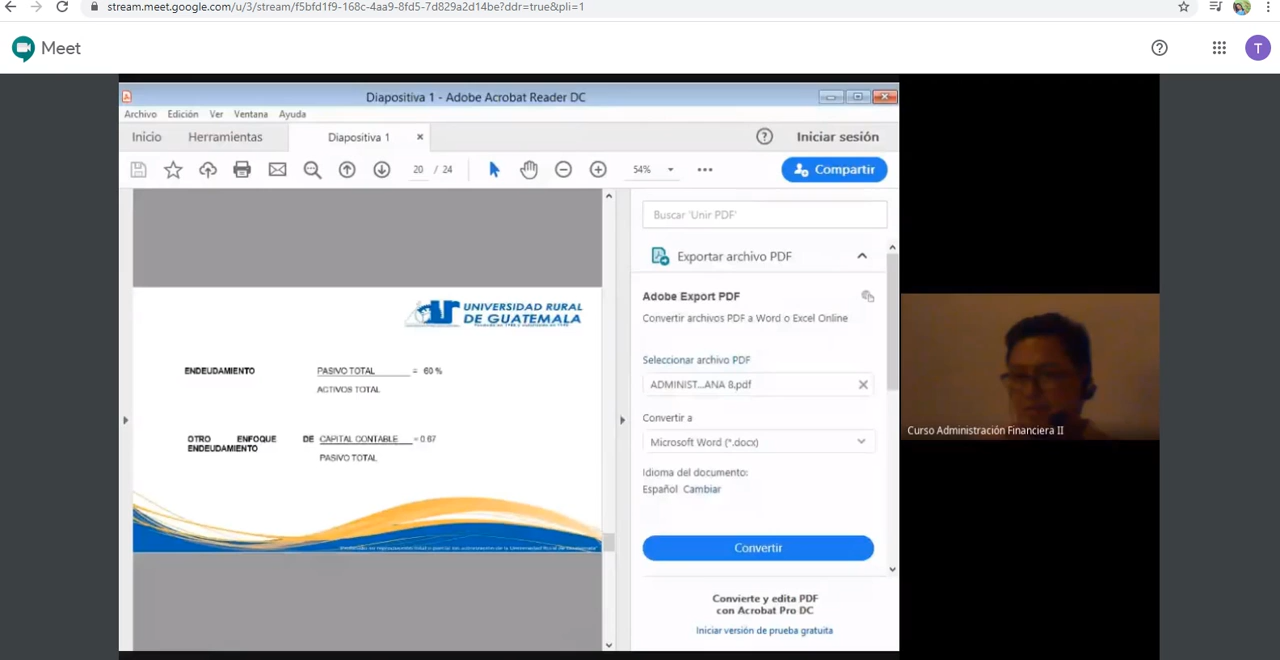 stream.meet.google.com/u/3/stream/f5bfd1f9-168c-4aa9-8fd5-7d829a2d14be?ddr=true&pli=1
Meet
T
Diapositiva 1 - Adobe Acrobat Reader DC
Archivo Edición Ver Ventana Ayuda
Inicio Herramientas Diapositiva 1 × Iniciar sesión
20 / 24 54% Compartir
Buscar 'Unir PDF'
Exportar archivo PDF
Adobe Export PDF
Convertir archivos PDF a Word o Excel Online
Seleccionar archivo PDF
ADMINIST...ANA 8.pdf
Convertir a
Microsoft Word (*.docx)
Idioma del documento:
Español Cambiar
Convertir
Convierte y edita PDF
con Acrobat Pro DC
Iniciar versión de prueba gratuita
UNIVERSIDAD RURAL
DE GUATEMALA
ENDEUDAMIENTO PASIVO TOTAL = 60 %
ACTIVOS TOTAL
OTRO ENFOQUE DE CAPITAL CONTABLE = 0.67
ENDEUDAMIENTO
PASIVO TOTAL
Curso Administración Financiera II